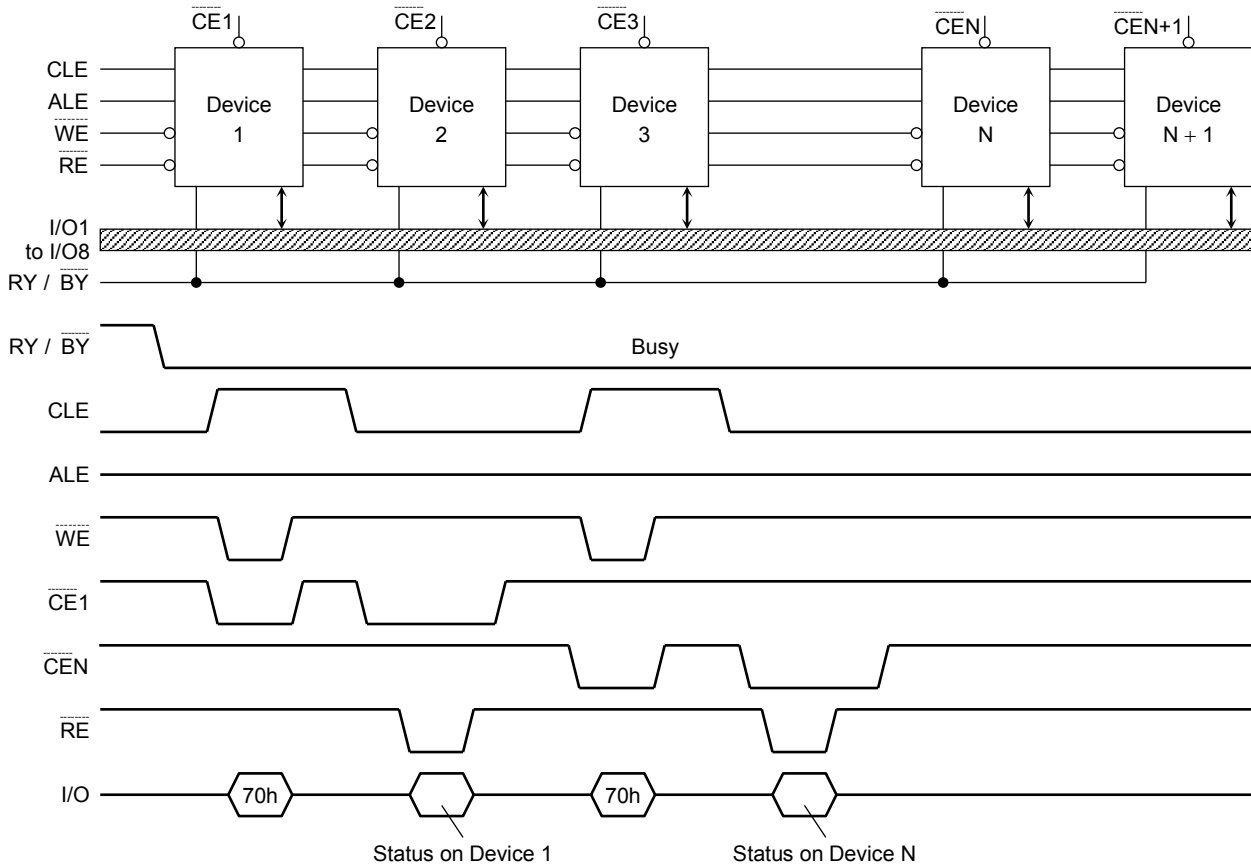 CE1 CE2 CE3 CEN CEN+1
CLE
ALE
WE
RE
Device 1
Device 2
Device 3
Device N
Device N + 1
I/O1
to I/O8
RY / BY
RY / BY
Busy
CLE
ALE
WE
CE1
CEN
RE
I/O
70h
70h
Status on Device 1
Status on Device N